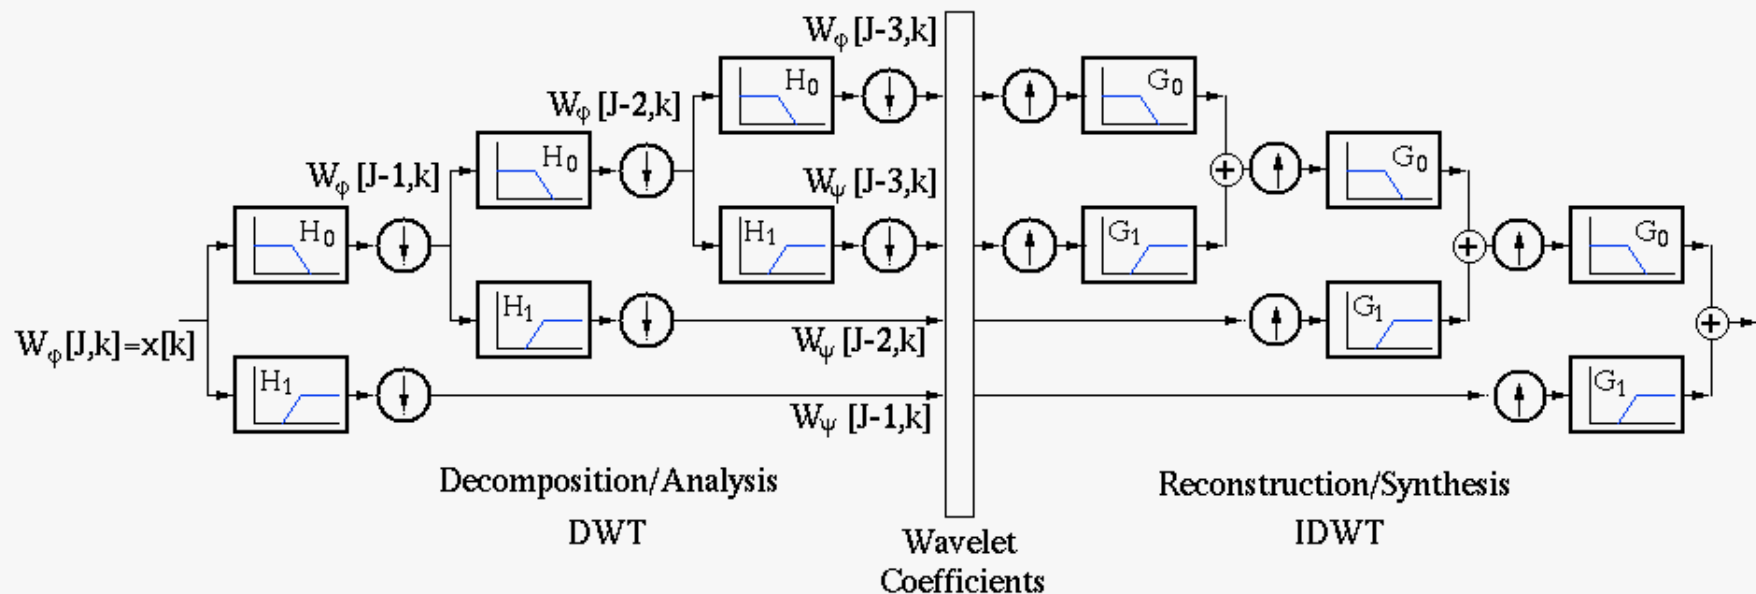 Wφ[J-3,k]
H0
G0
Wφ[J-2,k]
H0
G0
Wφ[J-1,k]
Wψ[J-3,k]
H0
H1
G1
G0
H1
G1
Wφ[J,k]=x[k]
Wψ[J-2,k]
H1
G1
Wψ[J-1,k]
Decomposition/Analysis
DWT
Reconstruction/Synthesis
IDWT
Wavelet
Coefficients